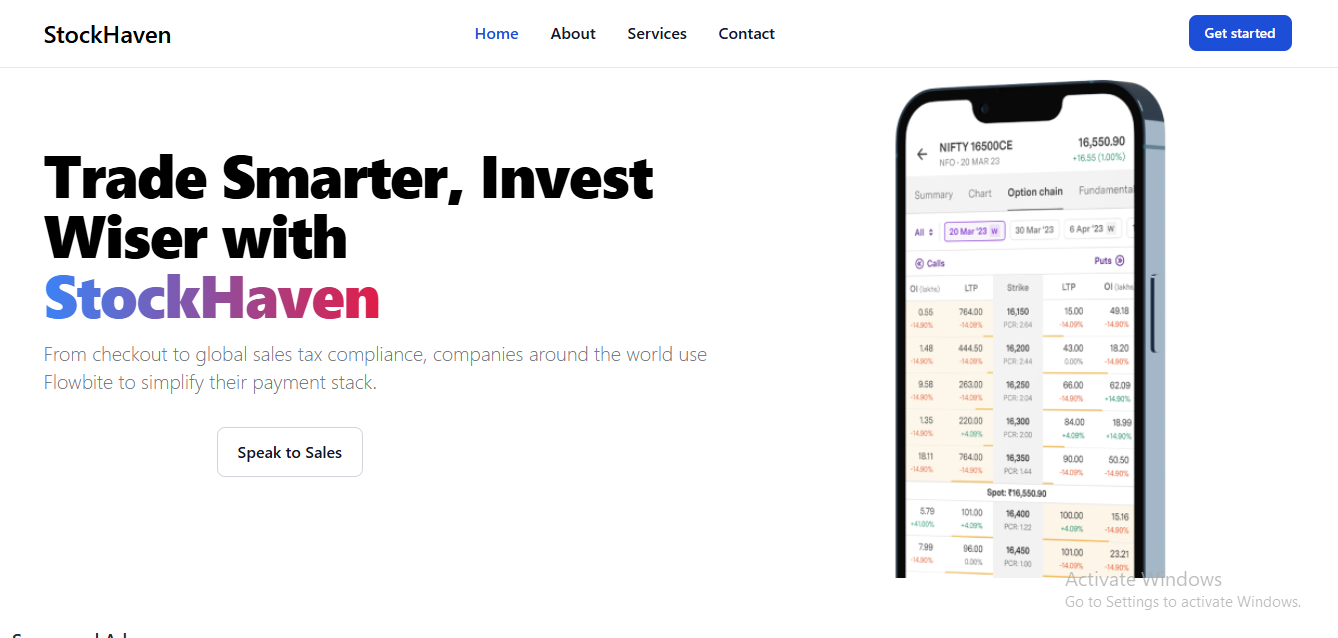 StockHaven
Home About Services Contact
Get started
Trade Smarter, Invest
Wiser with
StockHaven
From checkout to global sales tax compliance, companies around the world use
Flowbite to simplify their payment stack.
Speak to Sales
NIFTY 16500CE 16,550.90
NFO · 20 MAR 23 +16.55 (1.00%)
Summary Chart Option chain Fundamenta
All 20 Mar '23 W 30 Mar '23 6 Apr '23 W
Calls Puts
OI (lakhs) LTP Strike LTP OI (lakhs
0.55 764.00 16,150 15.00 49.18
-14.90% -14.09% PCR: 2.64 -14.09% -14.90%
1.48 444.50 16,200 43.00 18.20
-14.90% -14.09% PCR: 2.44 0.00% -14.90%
9.58 263.00 16,250 66.00 62.09
-14.90% -14.09% PCR: 2.04 -14.90% +14.90%
1.35 220.00 16,300 84.00 18.99
-14.90% +4.09% PCR: 2.00 +4.09% +14.90%
18.11 764.00 16,350 90.00 50.50
-14.90% -14.90% PCR: 1.44 -14.09% -14.90%
Spot: ₹16,550.90
5.79 101.00 16,400 100.00 15.16
+41.00% +4.09% PCR: 1.22 +4.09% -14.90%
7.99 96.00 16,450 101.00 23.21
-14.90% 0.00% PCR: 1.00 -14.09% -14.90%
Activate Windows
Go to Settings to activate Windows.